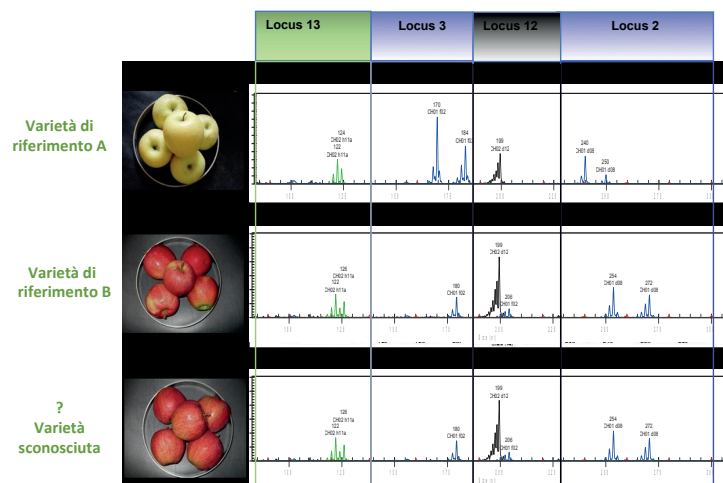 Locus 13
Locus 3
Locus 12
Locus 2
Varietà di
riferimento A
124
CH02 h11a
122
CH02 h11a
170
CH01 f02
184
CH01 f02
199
CH02 d12
240
CH01 d08
250
CH01 d08
Varietà di
riferimento B
126
CH02 h11a
122
CH02 h11a
180
CH01 f02
199
CH02 d12
206
CH01 f02
254
CH01 d08
272
CH01 d08
?
Varietà
sconosciuta
126
CH02 h11a
122
CH02 h11a
180
CH01 f02
199
CH02 d12
206
CH01 f02
254
CH01 d08
272
CH01 d08